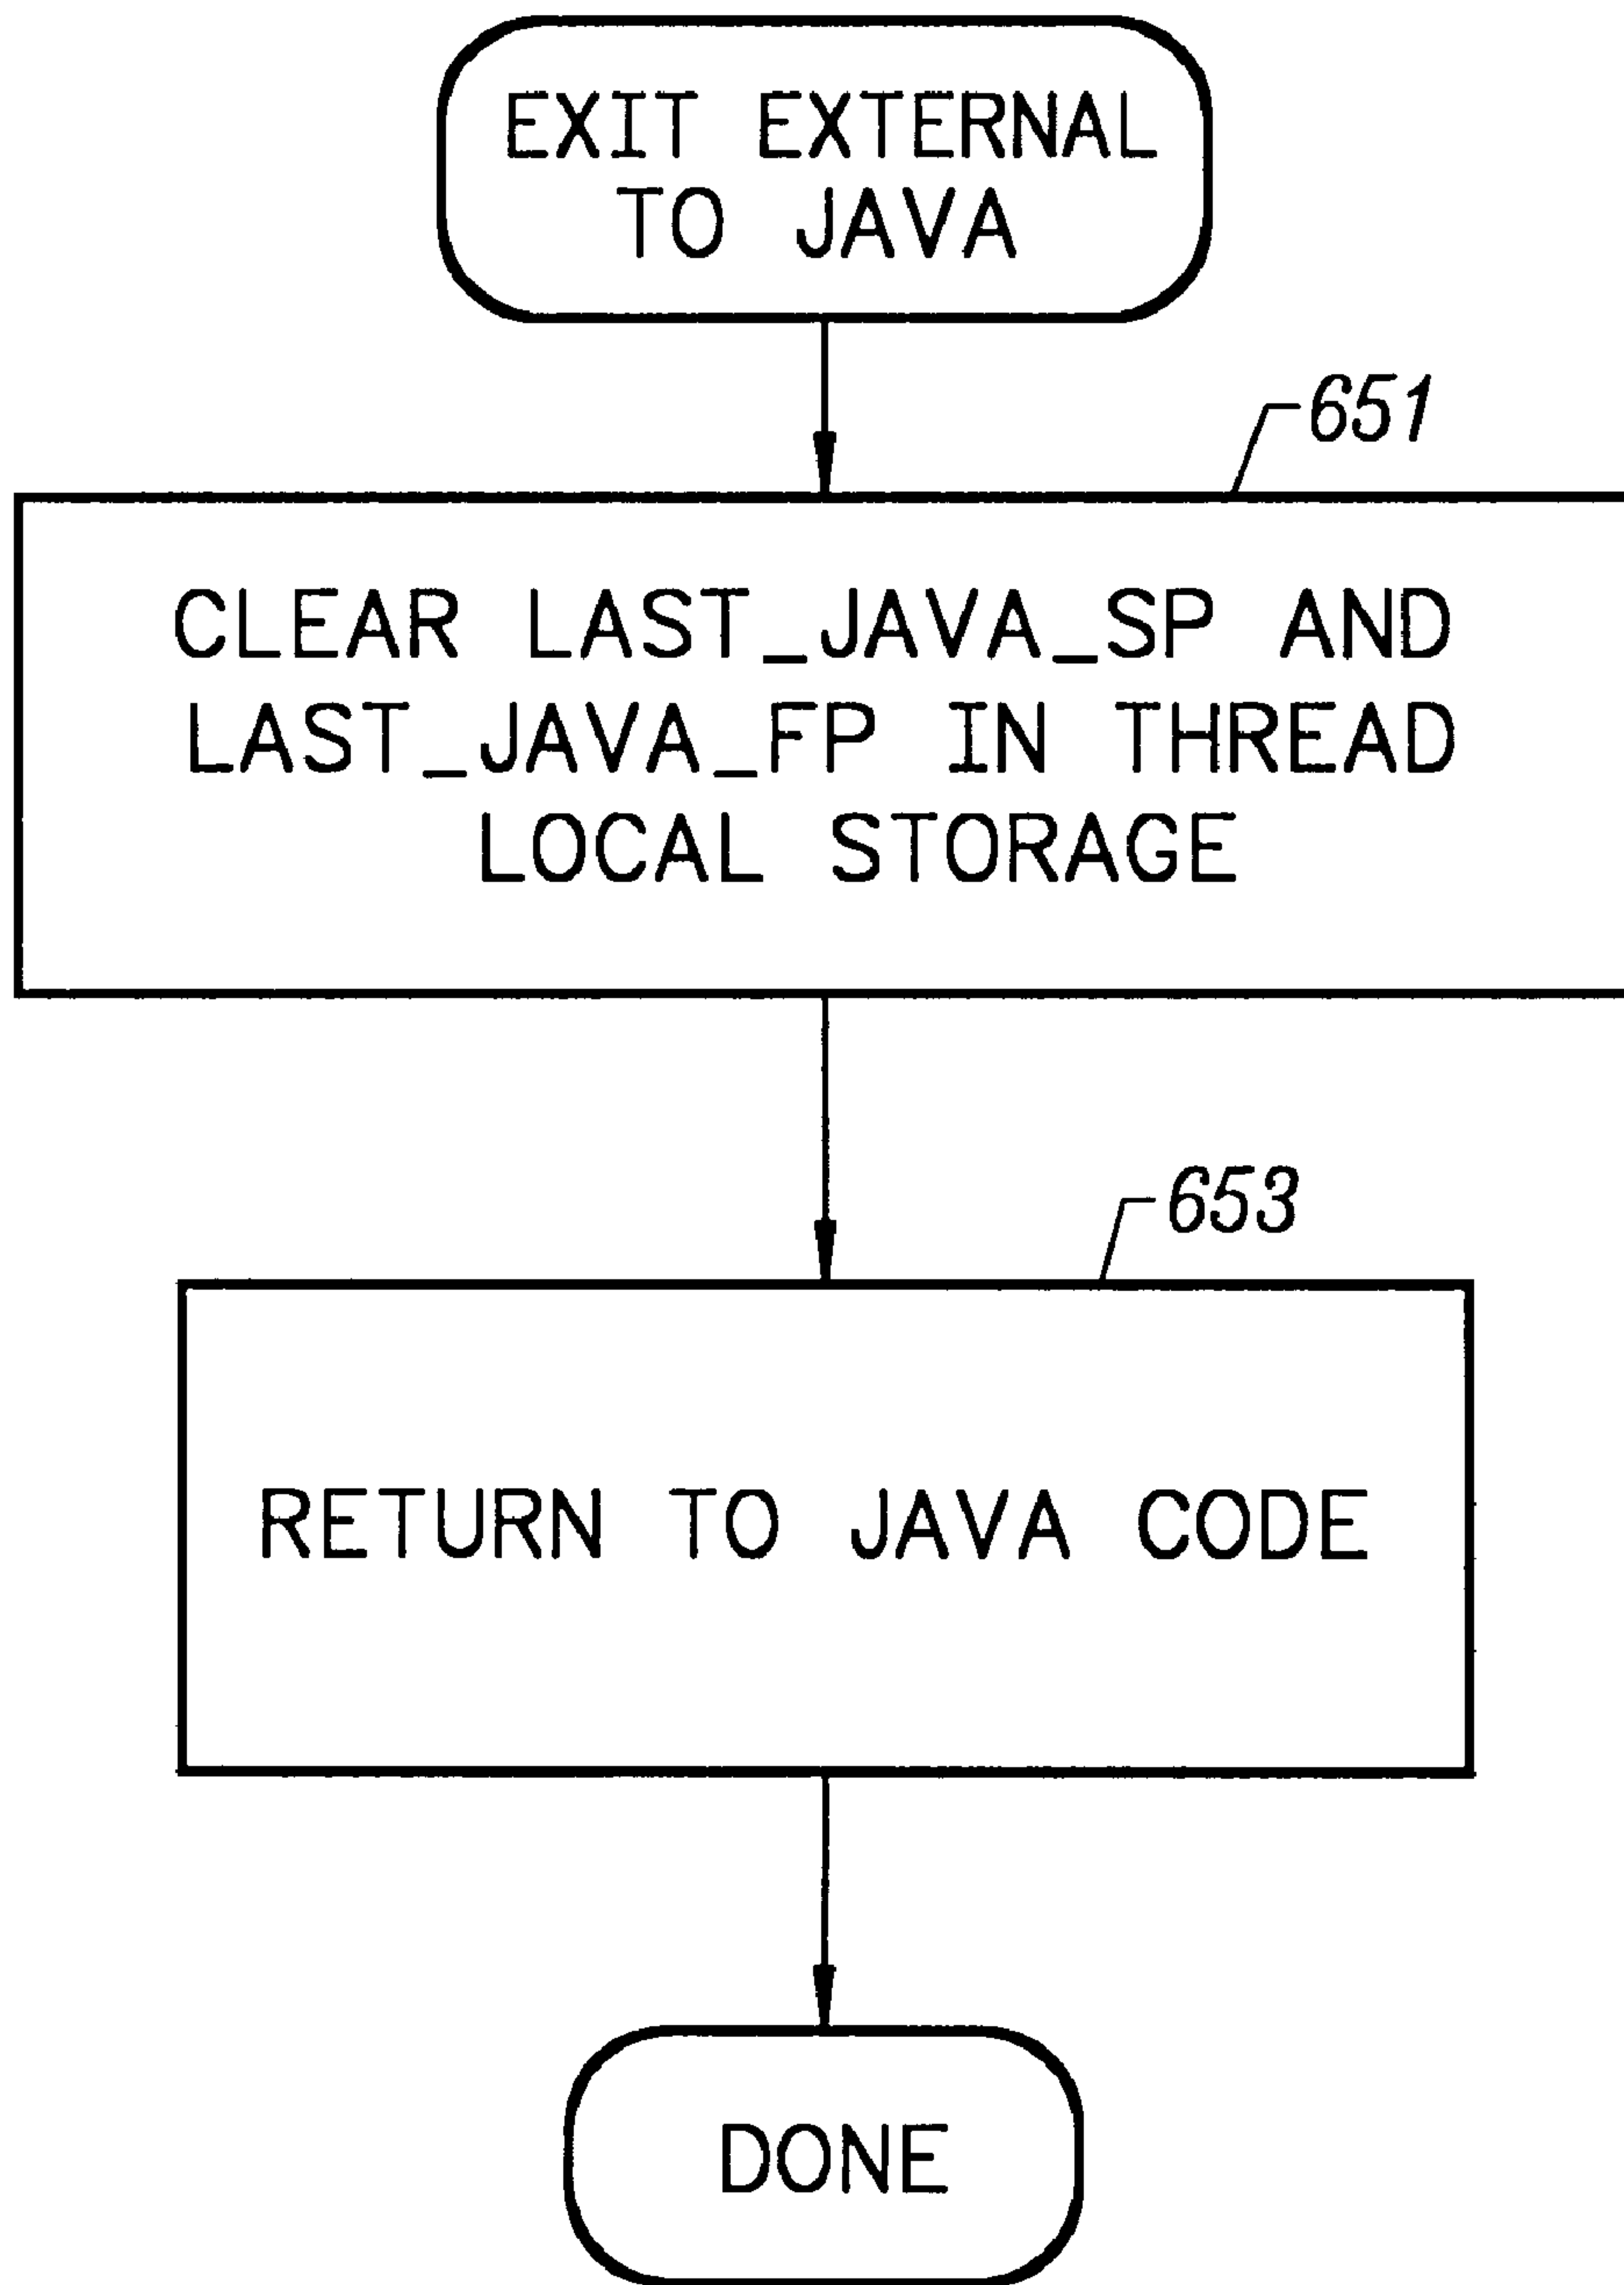 EXIT EXTERNAL
TO JAVA
651
CLEAR LAST_JAVA_SP AND
LAST_JAVA_FP IN THREAD
LOCAL STORAGE
653
RETURN TO JAVA CODE
DONE